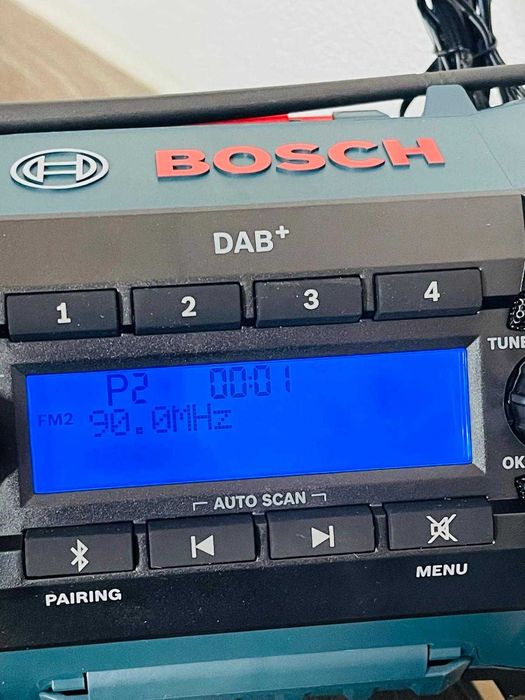 BOSCH
DAB+
1 2 3 4
TUNE
P2 00:01
FM2 90.0MHz
OK
AUTO SCAN
PAIRING
MENU